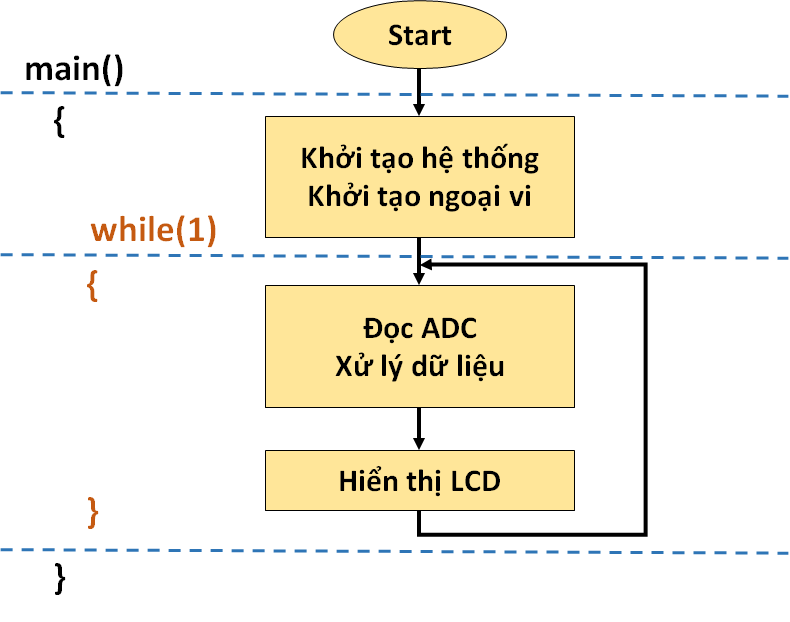 Start
main()
{
Khởi tạo hệ thống
Khởi tạo ngoại vi
while(1)
{
Đọc ADC
Xử lý dữ liệu
Hiển thị LCD
}
}